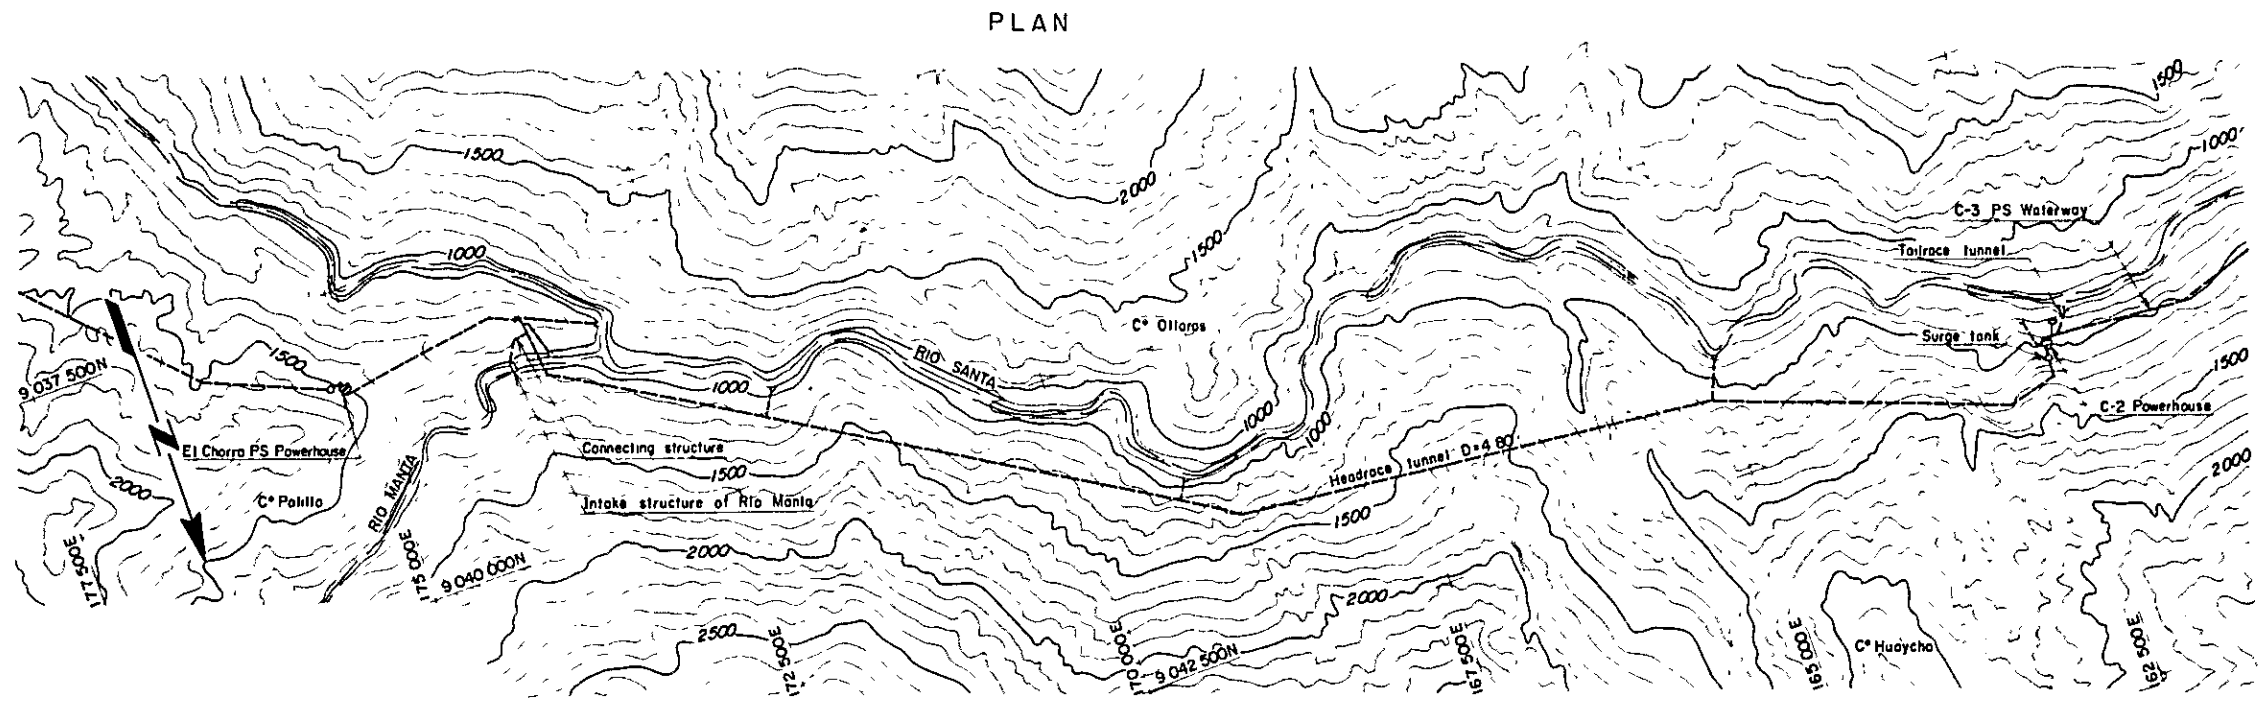 PLAN
1500
1000
1500
2000
C-3 PS Waterway
Tailrace tunnel
1500
1000
C° Ollaros
Surge tank
RIO SANTA
1500
1000
9 037 500N
1500
1000
1000
C-2 Powerhouse
El Chorro PS Powerhouse
Connecting structure
1500
Headrace tunnel D=4.80
2000
2000
C° Palillo
RIO MANTA
Intake structure of Rio Manta
1500
2000
177 500E
175 000E
9 040 000N
2000
2500
172 500E
170 000E
9 042 500N
167 500E
165 000E
C° Huaycho
162 500E